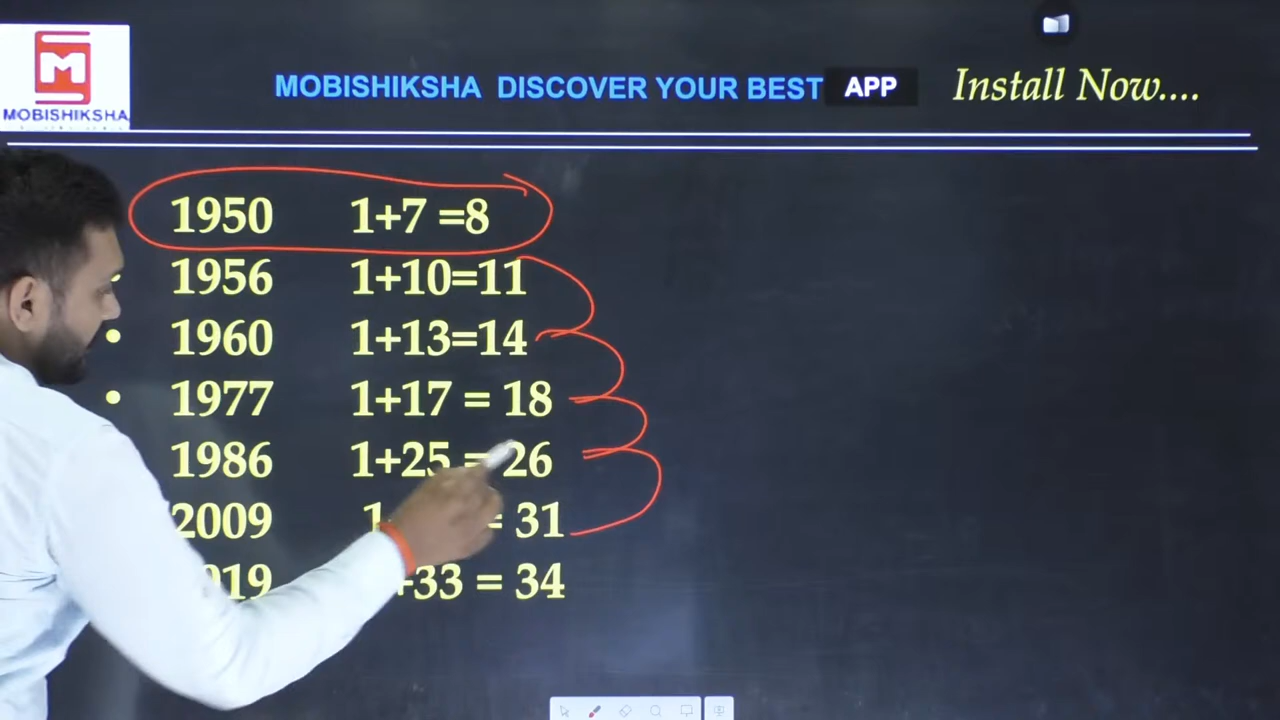 M
MOBISHIKSHA
MOBISHIKSHA DISCOVER YOUR BEST APP Install Now....
1950 1+7 =8
• 1956 1+10=11
• 1960 1+13=14
• 1977 1+17 = 18
1986 1+25 = 26
2009 = 31
+33 = 34